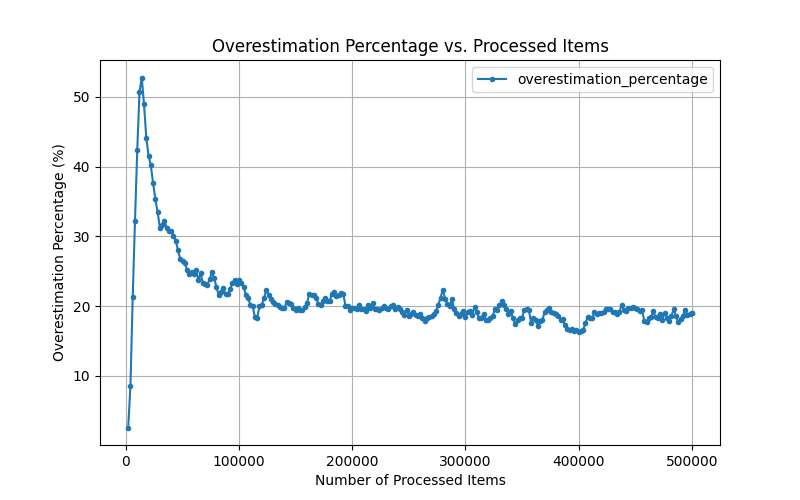 Overestimation Percentage vs. Processed Items
overestimation_percentage
Overestimation Percentage (%)
50
40
30
20
10
0 100000 200000 300000 400000 500000
Number of Processed Items